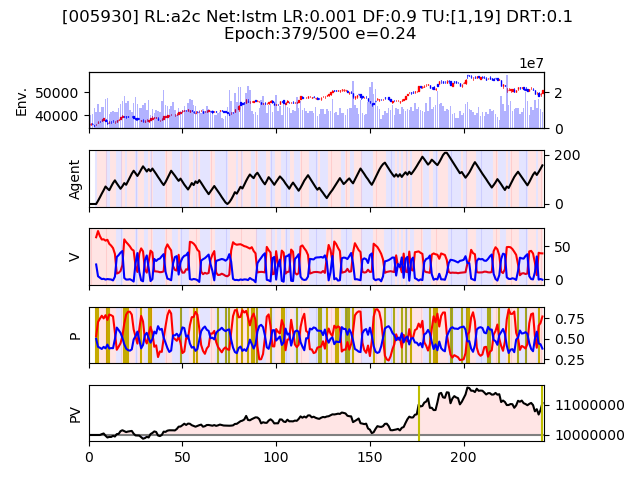 [005930] RL:a2c Net:lstm LR:0.001 DF:0.9 TU:[1,19] DRT:0.1
Epoch:379/500 e=0.24
1e7
Env.
50000
40000
2
0
Agent
200
0
V
50
0
P
0.75
0.50
0.25
PV
11000000
10000000
0
50
100
150
200